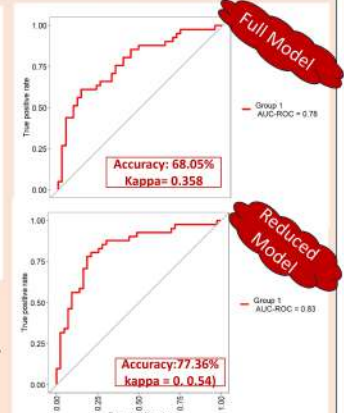 Full Model
1.00
0.75
0.50
0.25
0.00
True positive rate
Group 1
AUC-ROC = 0.78
Accuracy: 68.05%
Kappa= 0.358
Reduced
Model
1.00
0.75
0.50
0.25
0.00
True positive rate
Group 1
AUC-ROC = 0.83
Accuracy:77.36%
kappa = 0. 0.54)
0.00
0.25
0.50
0.75
1.00